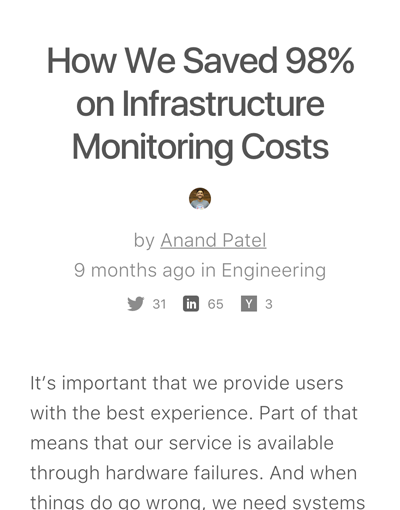 How We Saved 98%
on Infrastructure
Monitoring Costs
by Anand Patel
9 months ago in Engineering
31 in 65 Y 3
It’s important that we provide users
with the best experience. Part of that
means that our service is available
through hardware failures. And when
things do go wrong, we need systems